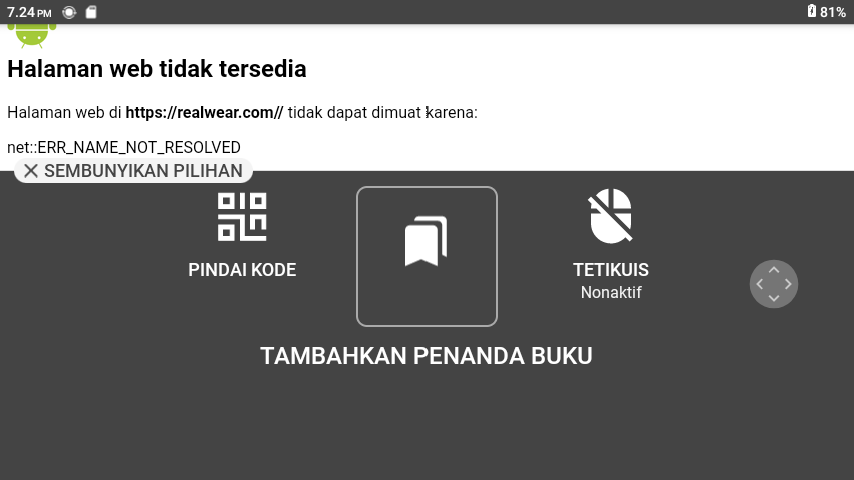 7.24 PM 81%
Halaman web tidak tersedia
Halaman web di https://realwear.com// tidak dapat dimuat karena:
net::ERR_NAME_NOT_RESOLVED
SEMBUNYIKAN PILIHAN
PINDAI KODE
TETIKUIS
Nonaktif
TAMBAHKAN PENANDA BUKU